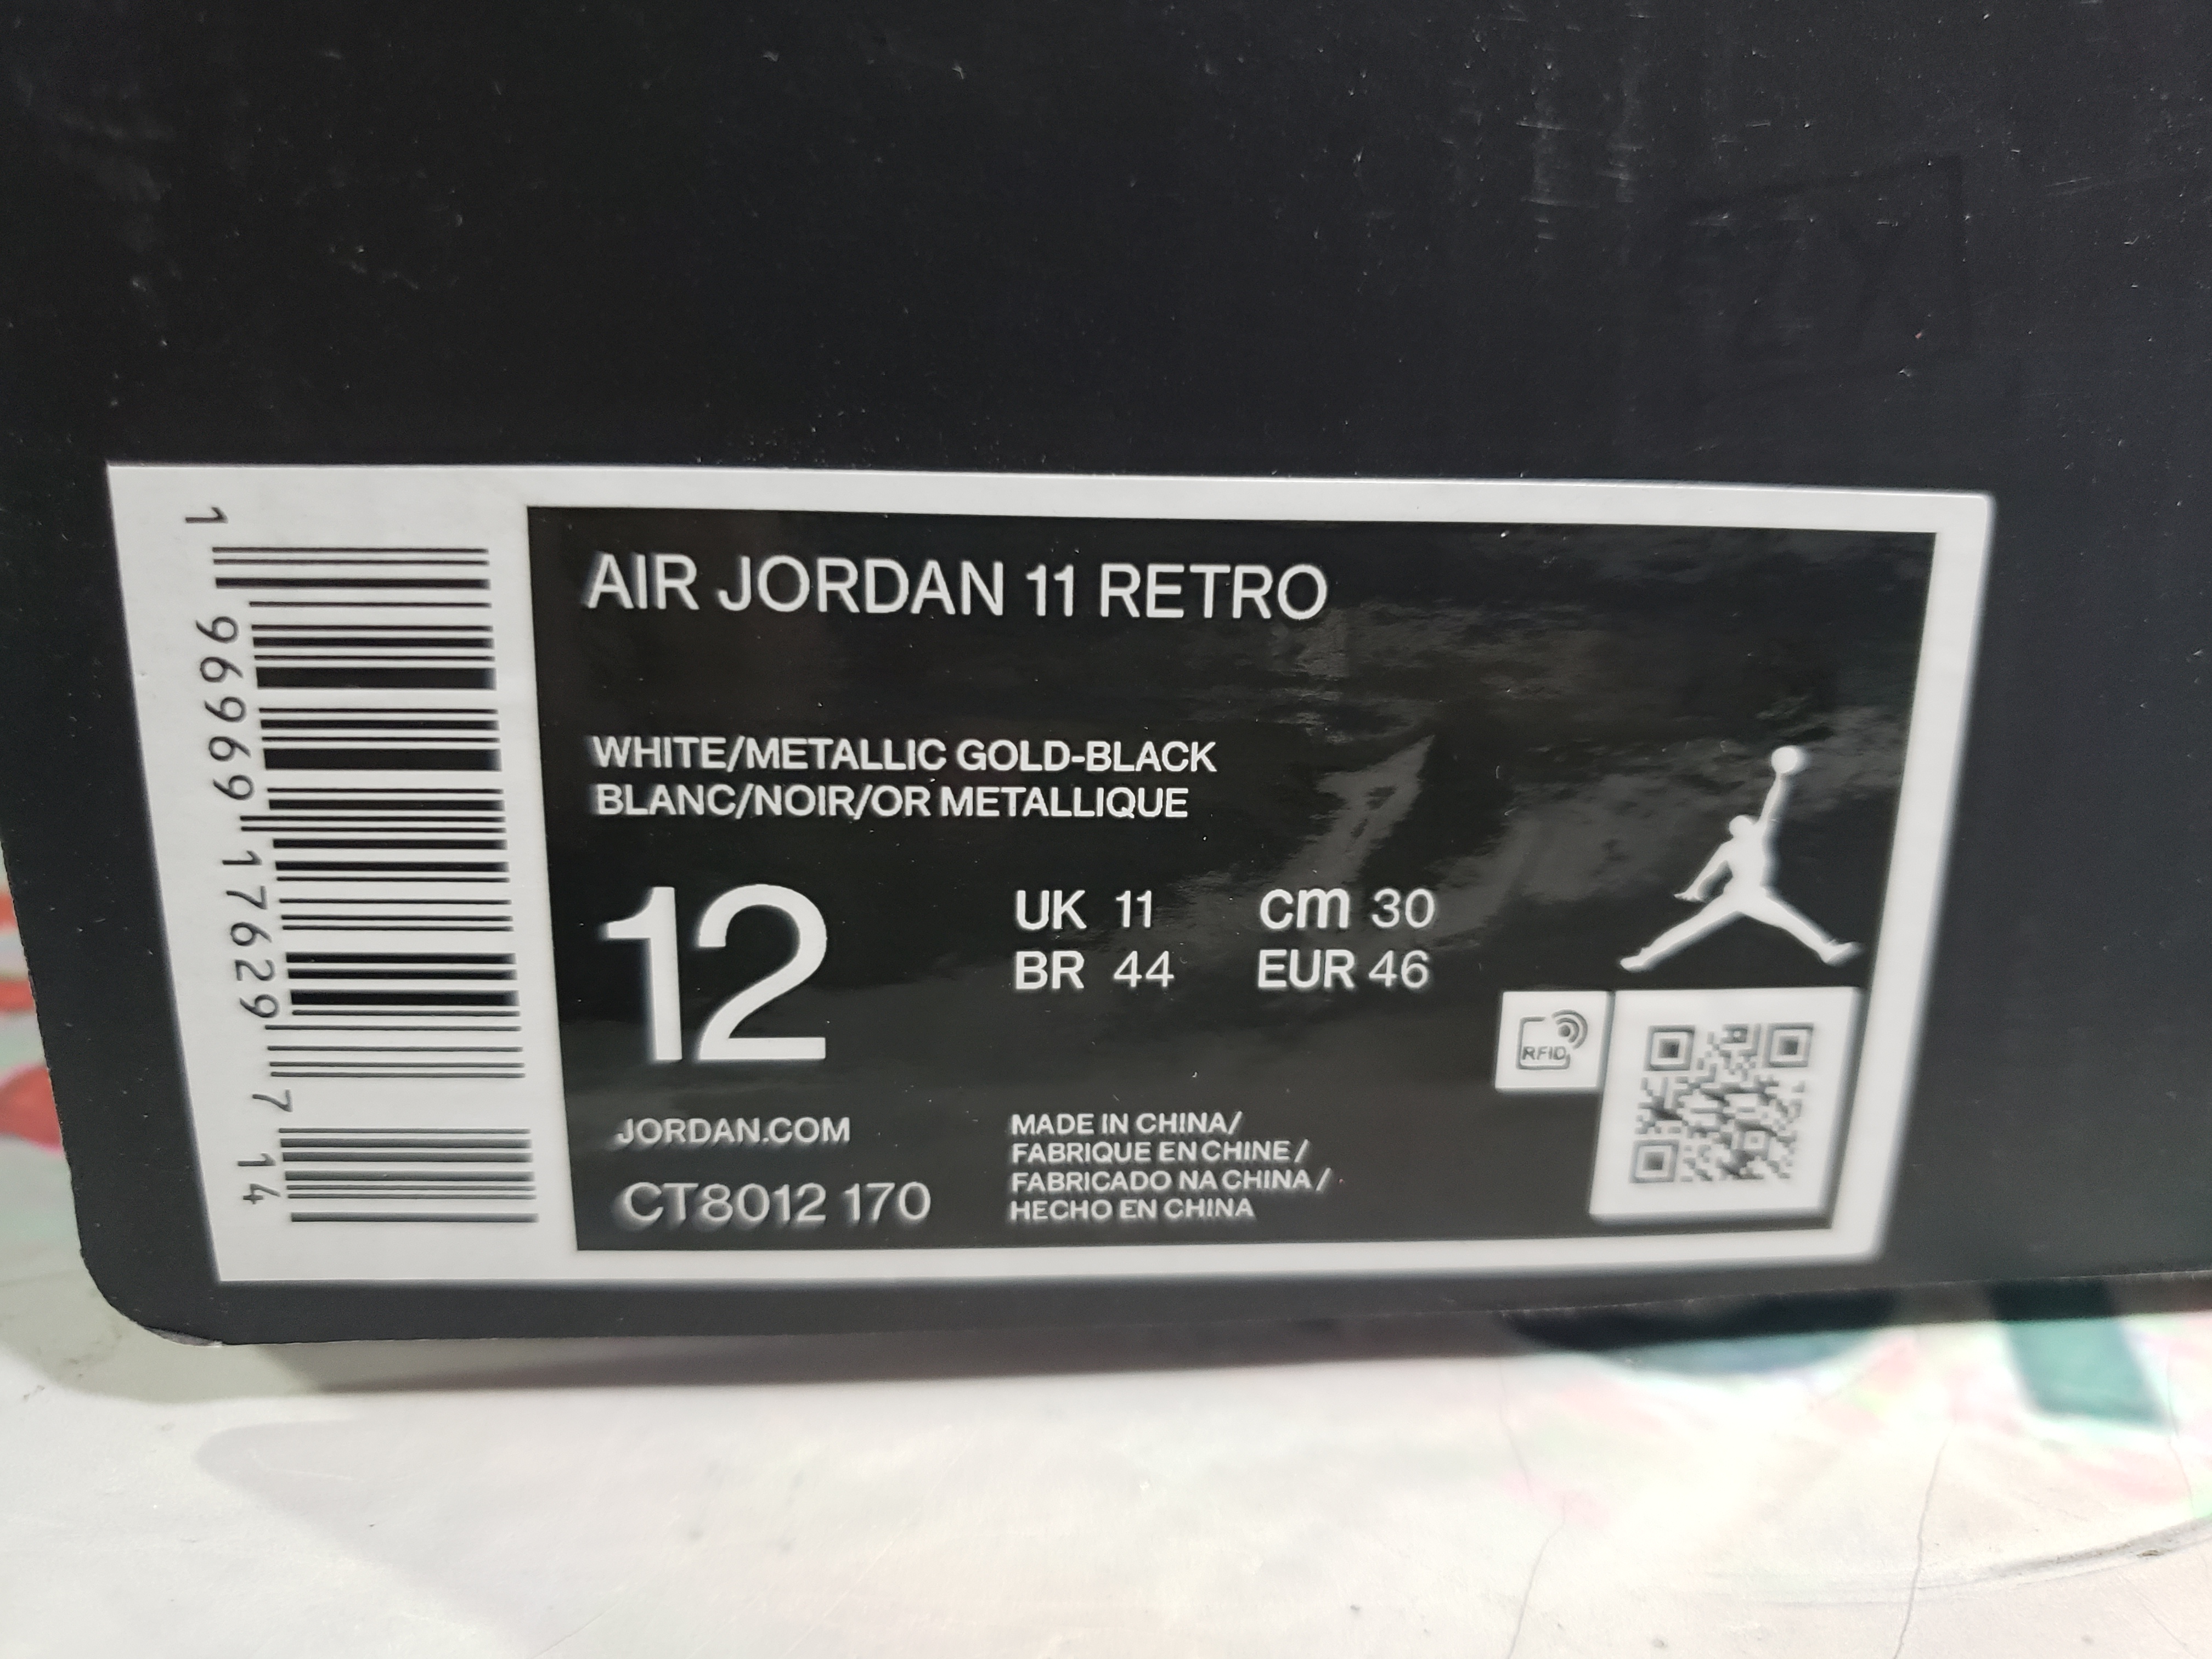 AIR JORDAN 11 RETRO
WHITE/METALLIC GOLD-BLACK
BLANC/NOIR/OR METALLIQUE
12
UK 11
cm 30
BR 44
EUR 46
RFID
JORDAN.COM
CT8012 170
MADE IN CHINA/
FABRIQUE EN CHINE /
FABRICADO NA CHINA /
HECHO EN CHINA
1 96969 17629 7 14